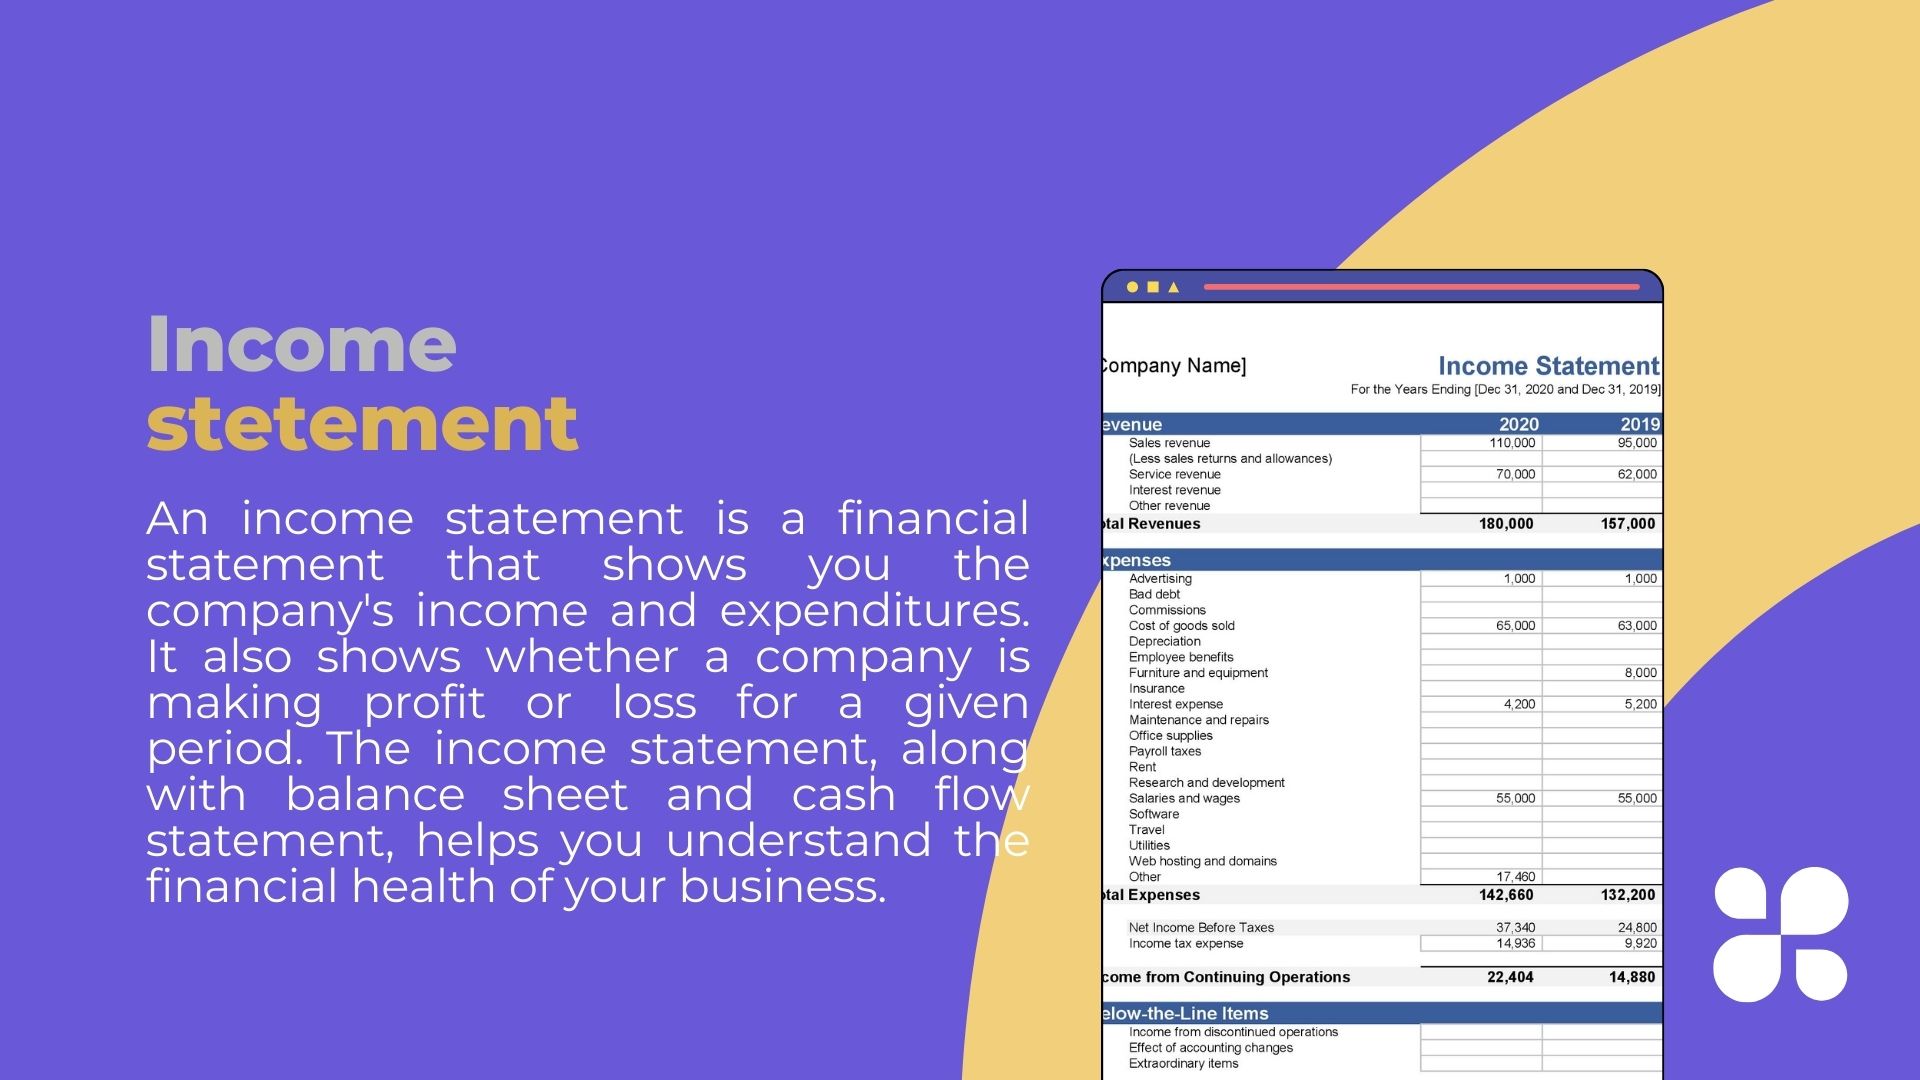 Income
stetement
An income statement is a financial
statement that shows you the
company's income and expenditures.
It also shows whether a company is
making profit or loss for a given
period. The income statement, along
with balance sheet and cash flow
statement, helps you understand the
financial health of your business.
Company Name] Income Statement
For the Years Ending [Dec 31, 2020 and Dec 31, 2019]
evenue 2020 2019
Sales revenue 110,000 95,000
(Less sales returns and allowances)
Service revenue 70,000 62,000
Interest revenue
Other revenue
otal Revenues 180,000 157,000
xpenses
Advertising 1,000 1,000
Bad debt
Commissions
Cost of goods sold 65,000 63,000
Depreciation
Employee benefits
Furniture and equipment 8,000
Insurance
Interest expense 4,200 5,200
Maintenance and repairs
Office supplies
Payroll taxes
Rent
Research and development
Salaries and wages 55,000 55,000
Software
Travel
Utilities
Web hosting and domains
Other 17,460
otal Expenses 142,660 132,200
Net Income Before Taxes 37,340 24,800
Income tax expense 14,936 9,920
come from Continuing Operations 22,404 14,880
elow-the-Line Items
Income from discontinued operations
Effect of accounting changes
Extraordinary items